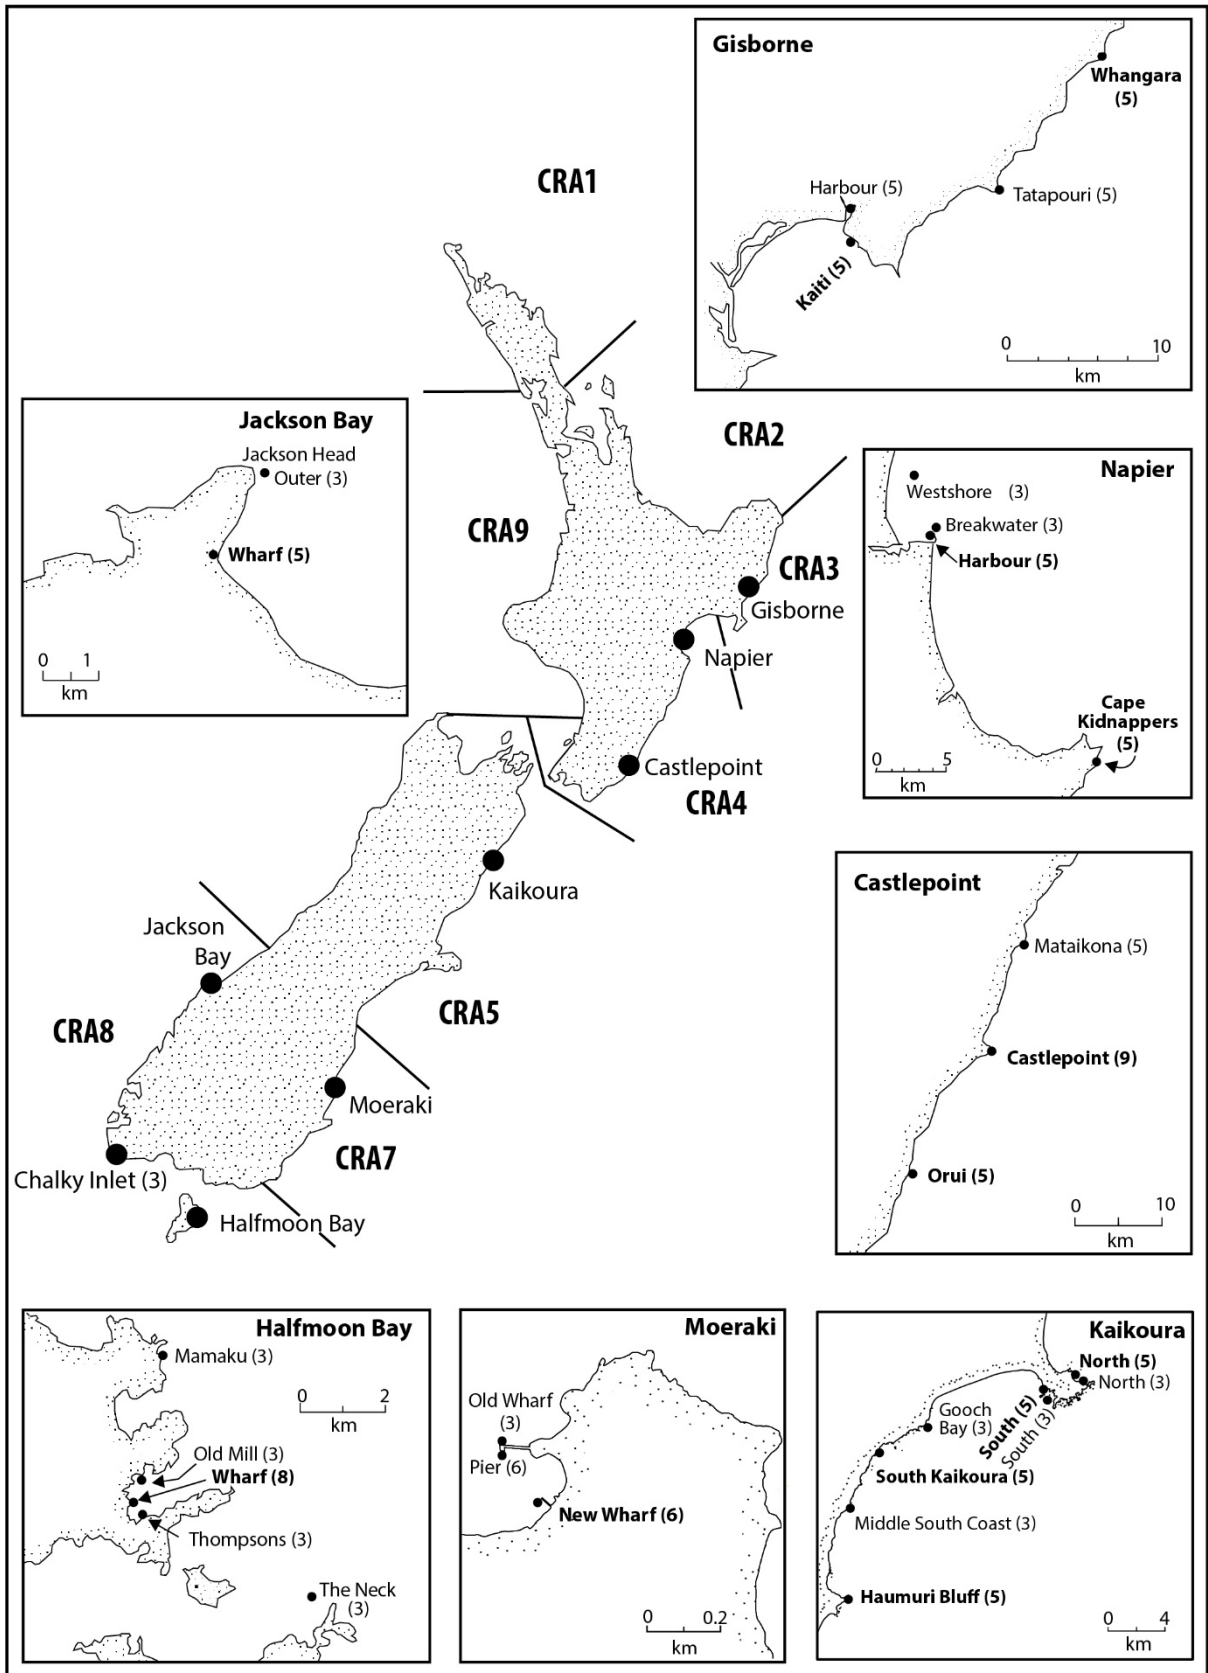 Gisborne
Whangara
(5)
Harbour (5)
Tatapouri (5)
Kaiti (5)
0 10
km
CRA1
CRA2
CRA9
CRA3
Gisborne
Napier
Castlepoint
CRA4
Kaikoura
Jackson
Bay
CRA8
CRA5
Moeraki
CRA7
Chalky Inlet (3)
Halfmoon Bay
Jackson Bay
Jackson Head
Outer (3)
Wharf (5)
0 1
km
Napier
Westshore (3)
Breakwater (3)
Harbour (5)
Cape
Kidnappers
(5)
0 5
km
Castlepoint
Mataikona (5)
Castlepoint (9)
Orui (5)
0 10
km
Halfmoon Bay
Mamaku (3)
0 2
km
Old Mill (3)
Wharf (8)
Thompsons (3)
The Neck
(3)
Moeraki
Old Wharf
(3)
Pier (6)
New Wharf (6)
0 0.2
km
Kaikoura
North (5)
North (3)
Gooch
Bay (3)
South (5)
South (3)
South Kaikoura (5)
Middle South Coast (3)
Haumuri Bluff (5)
0 4
km